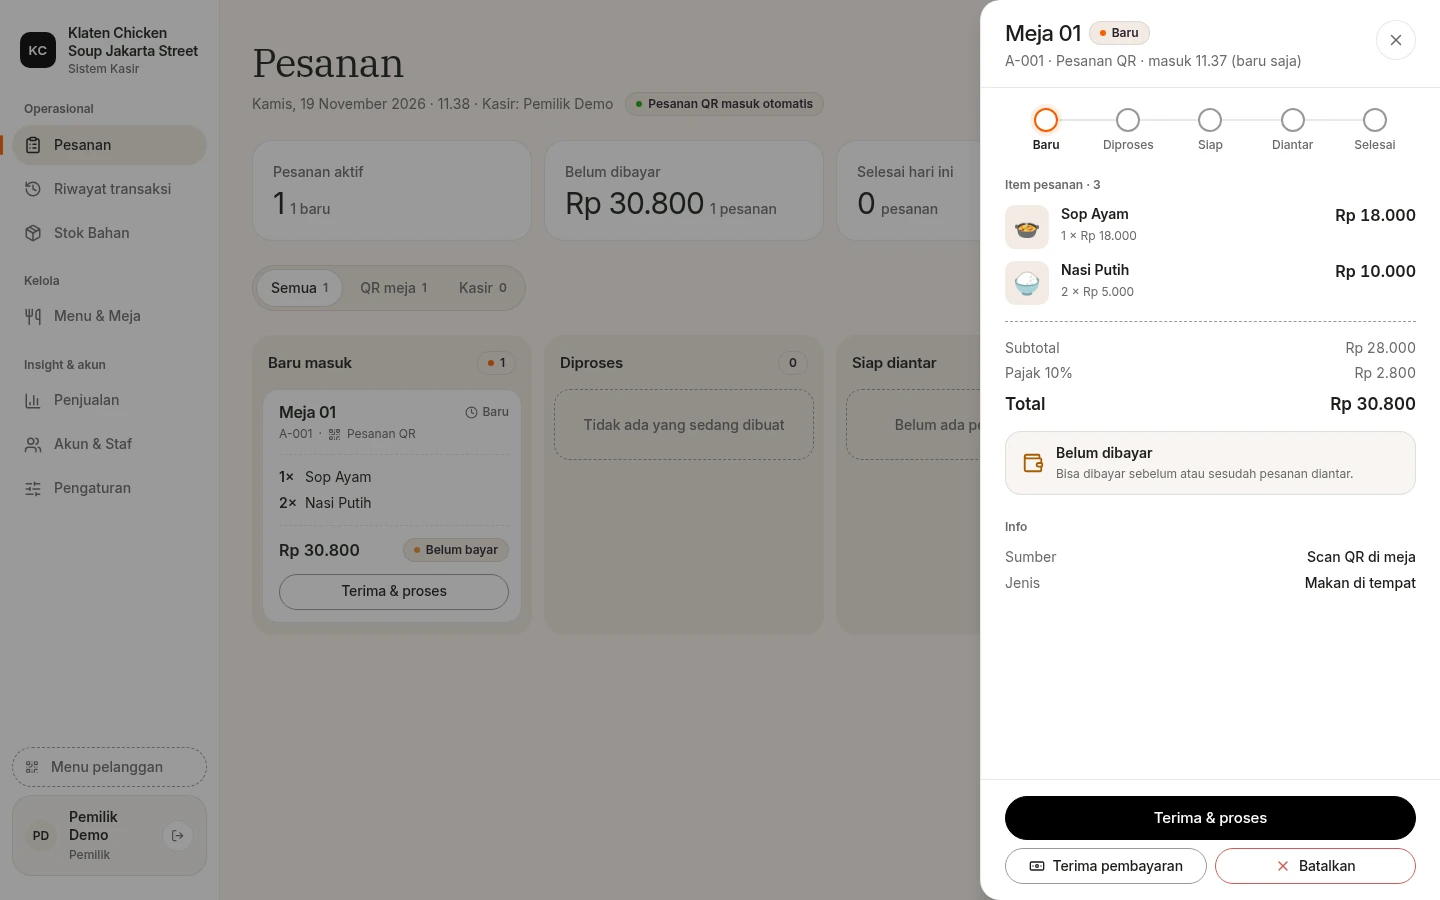 KC
Klaten Chicken
Soup Jakarta Street
Sistem Kasir
Operasional
Pesanan
Riwayat transaksi
Stok Bahan
Kelola
Menu & Meja
Insight & akun
Penjualan
Akun & Staf
Pengaturan
Menu pelanggan
PD
Pemilik
Demo
Pemilik
Pesanan
Kamis, 19 November 2026 · 11.38 · Kasir: Pemilik Demo
Pesanan QR masuk otomatis
Pesanan aktif
1 1 baru
Belum dibayar
Rp 30.800 1 pesanan
Selesai hari ini
0 pesanan
Semua 1
QR meja 1
Kasir 0
Baru masuk
1
Meja 01
Baru
A-001 · Pesanan QR
1× Sop Ayam
2× Nasi Putih
Rp 30.800
Belum bayar
Terima & proses
Diproses
0
Tidak ada yang sedang dibuat
Siap diantar
Belum ada
Meja 01
Baru
A-001 · Pesanan QR · masuk 11.37 (baru saja)
Baru
Diproses
Siap
Diantar
Selesai
Item pesanan · 3
Sop Ayam
Rp 18.000
1 × Rp 18.000
Nasi Putih
Rp 10.000
2 × Rp 5.000
Subtotal
Rp 28.000
Pajak 10%
Rp 2.800
Total
Rp 30.800
Belum dibayar
Bisa dibayar sebelum atau sesudah pesanan diantar.
Info
Sumber
Scan QR di meja
Jenis
Makan di tempat
Terima & proses
Terima pembayaran
Batalkan